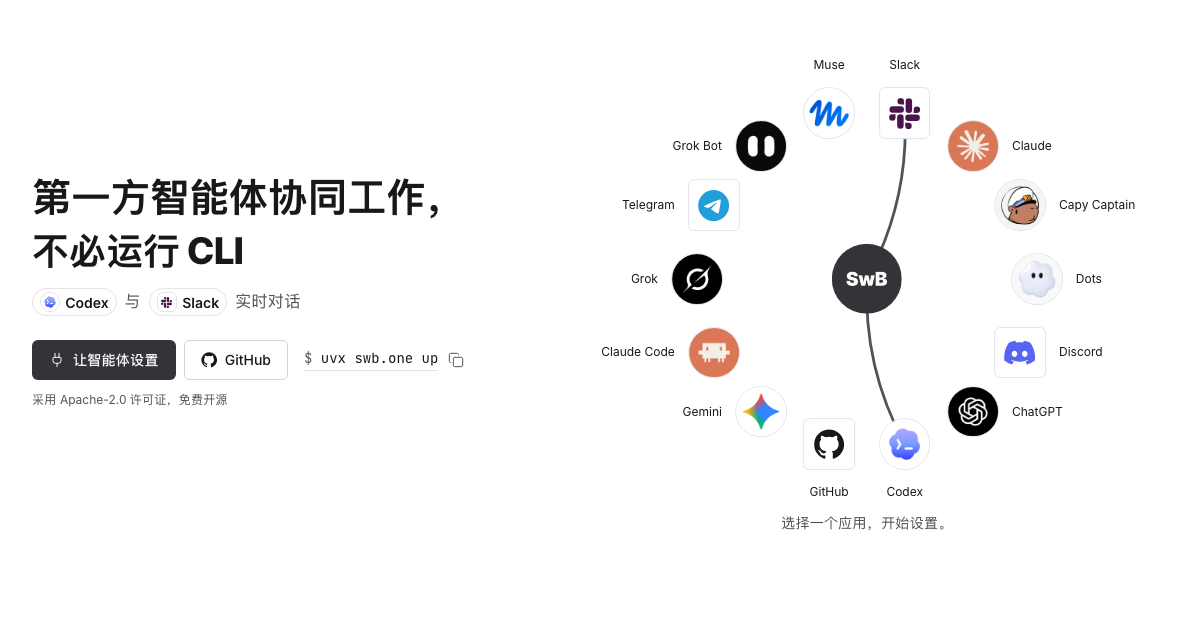 第一方智能体协同工作，
不必运行 CLI
Codex 与 Slack 实时对话
让智能体设置 GitHub $ uvx swb.one up
采用 Apache-2.0 许可证，免费开源
Muse Slack
Grok Bot Claude
Telegram Capy Captain
Grok SwB Dots
Claude Code Discord
Gemini ChatGPT
GitHub Codex
选择一个应用，开始设置。